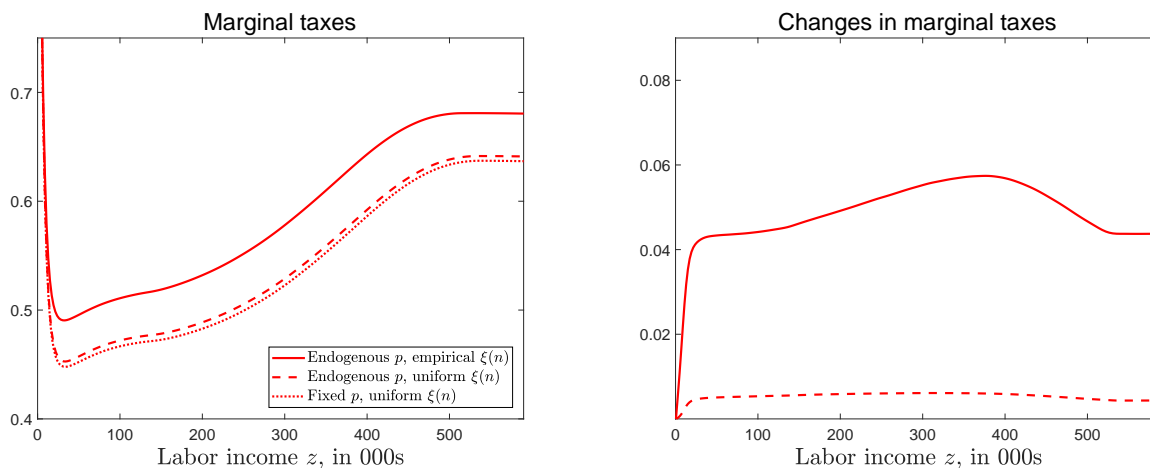 Marginal taxes
0.7
0.6
0.5
0.4
0
100
200
300
400
500
Labor income z, in 000s
Endogenous p, empirical ξ(n)
Endogenous p, uniform ξ(n)
Fixed p, uniform ξ(n)
Changes in marginal taxes
0.08
0.06
0.04
0.02
0
100
200
300
400
500
Labor income z, in 000s